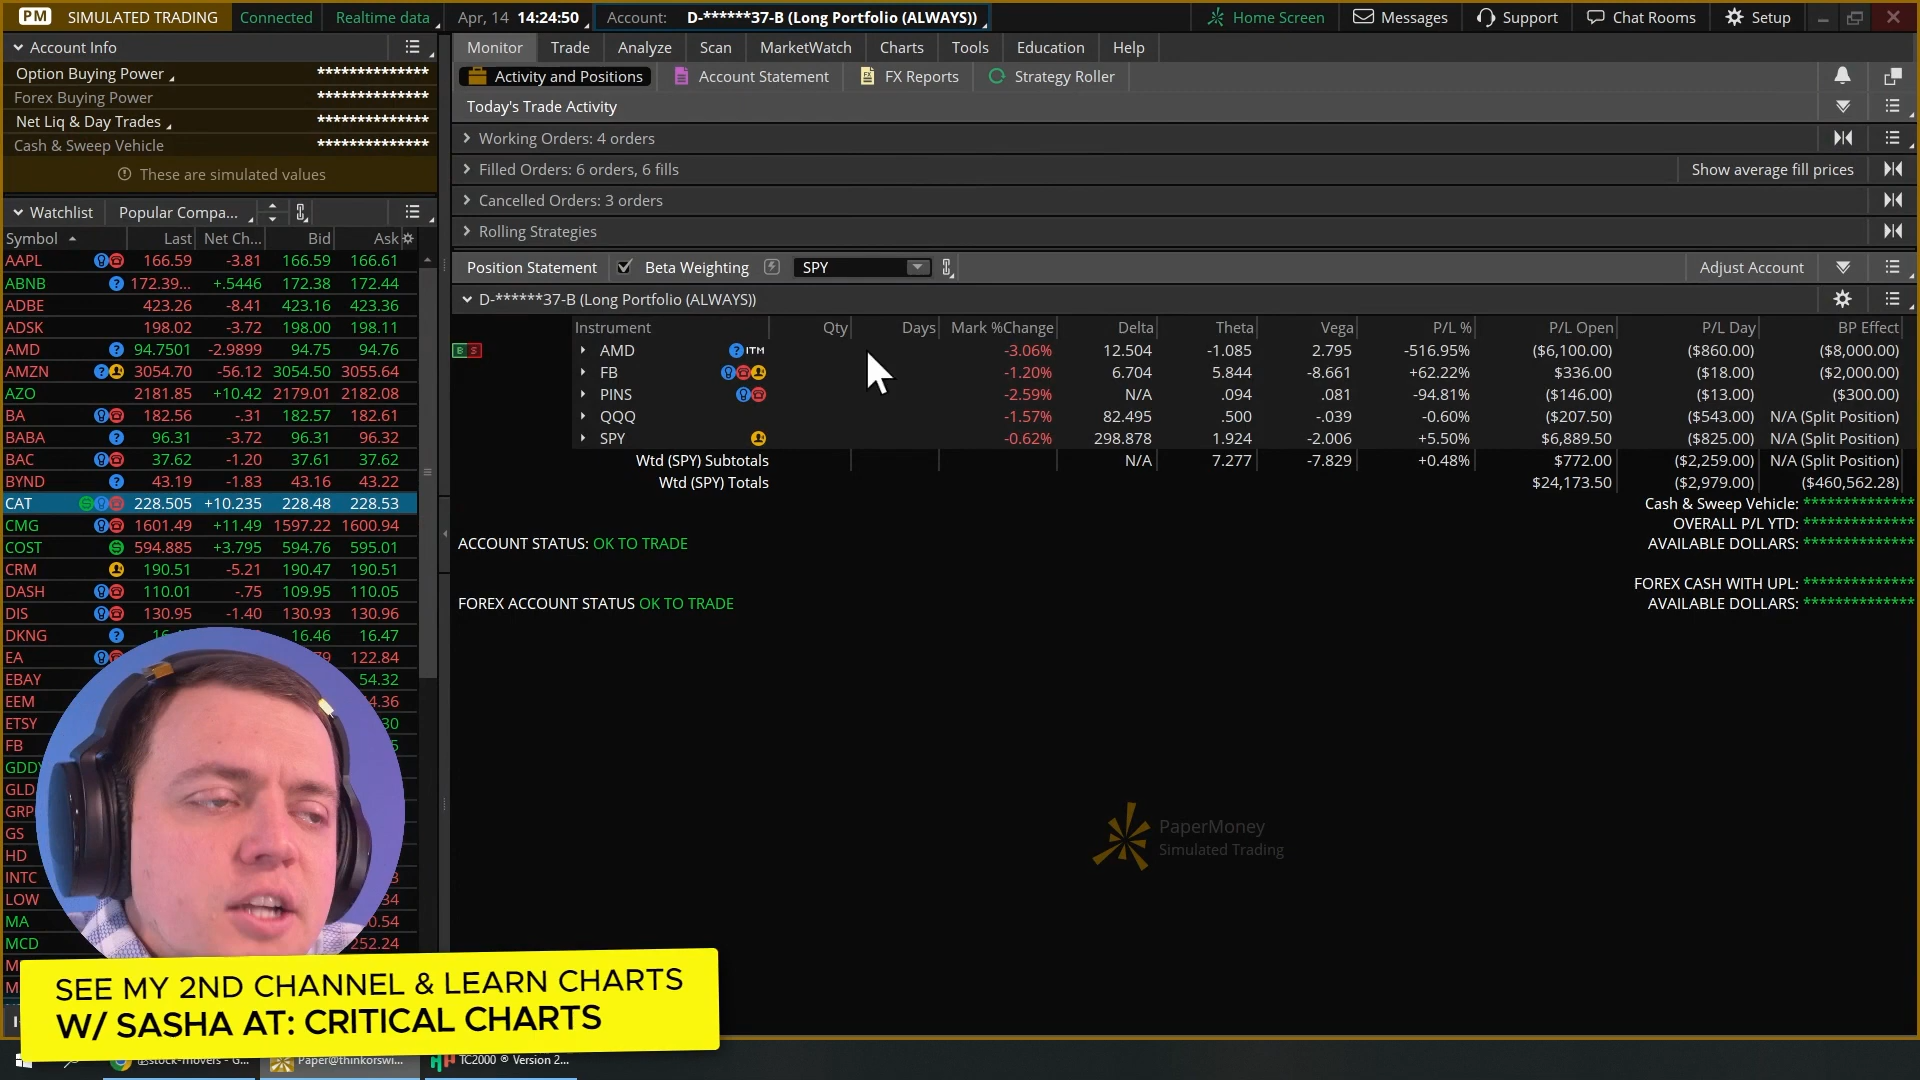 PM SIMULATED TRADING Connected Realtime data Apr, 14 14:24:50 Account: D-******37-B (Long Portfolio (ALWAYS)) Home Screen Messages Support Chat Rooms Setup
Account Info
Option Buying Power **************
Forex Buying Power **************
Net Liq & Day Trades **************
Cash & Sweep Vehicle **************
These are simulated values
Watchlist Popular Compa...
Symbol Last Net Ch... Bid Ask
AAPL 166.59 -3.81 166.59 166.61
ABNB 172.39... +.5446 172.38 172.44
ADBE 423.26 -8.41 423.16 423.36
ADSK 198.02 -3.72 198.00 198.11
AMD 94.7501 -2.9899 94.75 94.76
AMZN 3054.70 -56.12 3054.50 3055.64
AZO 2181.85 +10.42 2179.01 2182.08
BA 182.56 -.31 182.57 182.61
BABA 96.31 -3.72 96.31 96.32
BAC 37.62 -1.20 37.61 37.62
BYND 43.19 -1.83 43.16 43.22
CAT 228.505 +10.235 228.48 228.53
CMG 1601.49 +11.49 1597.22 1600.94
COST 594.885 +3.795 594.76 595.01
CRM 190.51 -5.21 190.47 190.51
DASH 110.01 -.75 109.95 110.05
DIS 130.95 -1.40 130.93 130.96
DKNG 16.46 16.47
EA 122.84
EBAY 54.32
EEM
ETSY
FB
GDDY
GLD
GRP
GS
HD
INTC
LOW
MA
MCD 252.24
Monitor Trade Analyze Scan MarketWatch Charts Tools Education Help
Activity and Positions Account Statement FX Reports Strategy Roller
Today's Trade Activity
Working Orders: 4 orders
Filled Orders: 6 orders, 6 fills Show average fill prices
Cancelled Orders: 3 orders
Rolling Strategies
Position Statement Beta Weighting SPY Adjust Account
D-******37-B (Long Portfolio (ALWAYS))
Instrument Qty Days Mark %Change Delta Theta Vega P/L % P/L Open P/L Day BP Effect
B S AMD ITM -3.06% 12.504 -1.085 2.795 -516.95% ($6,100.00) ($860.00) ($8,000.00)
FB -1.20% 6.704 5.844 -8.661 +62.22% $336.00 ($18.00) ($2,000.00)
PINS -2.59% N/A .094 .081 -94.81% ($146.00) ($13.00) ($300.00)
QQQ -1.57% 82.495 .500 -.039 -0.60% ($207.50) ($543.00) N/A (Split Position)
SPY -0.62% 298.878 1.924 -2.006 +5.50% $6,889.50 ($825.00) N/A (Split Position)
Wtd (SPY) Subtotals N/A 7.277 -7.829 +0.48% $772.00 ($2,259.00) N/A (Split Position)
Wtd (SPY) Totals $24,173.50 ($2,979.00) ($460,562.28)
Cash & Sweep Vehicle: **************
OVERALL P/L YTD: **************
ACCOUNT STATUS: OK TO TRADE AVAILABLE DOLLARS: **************
FOREX CASH WITH UPL: **************
FOREX ACCOUNT STATUS OK TO TRADE AVAILABLE DOLLARS: **************
PaperMoney
Simulated Trading
SEE MY 2ND CHANNEL & LEARN CHARTS
W/ SASHA AT: CRITICAL CHARTS
Paper@thinkorswi... TC2000 ® Version 2...